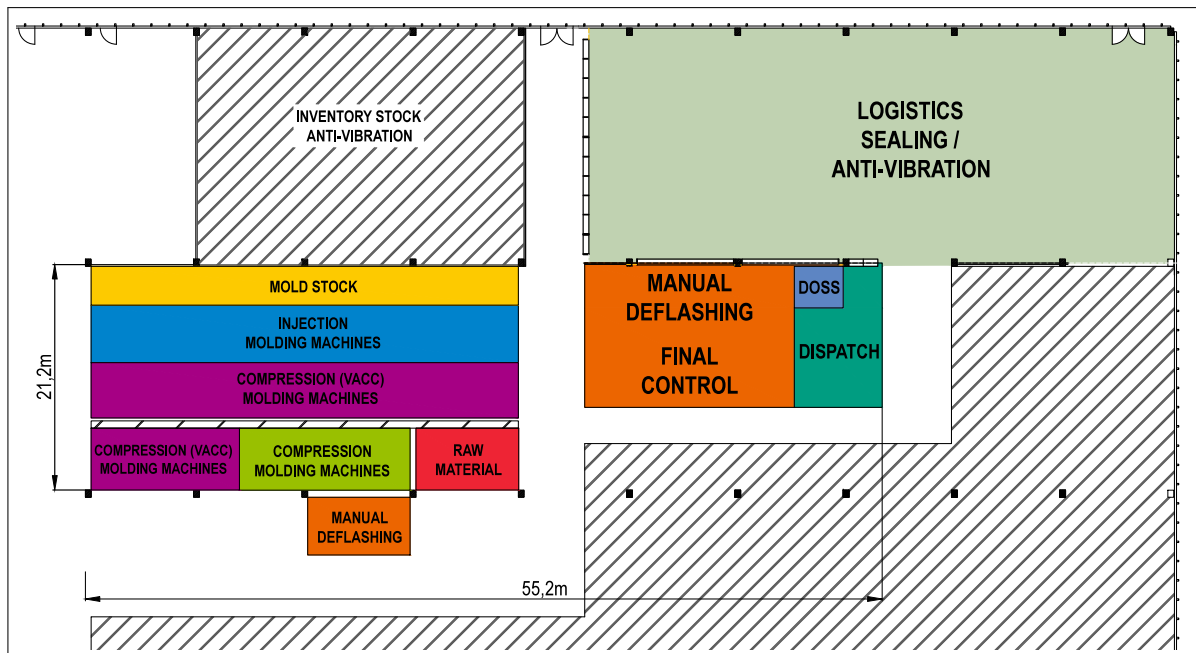 INVENTORY STOCK
ANTI-VIBRATION
LOGISTICS
SEALING /
ANTI-VIBRATION
MOLD STOCK
INJECTION
MOLDING MACHINES
COMPRESSION (VACC)
MOLDING MACHINES
21,2m
COMPRESSION (VACC)
MOLDING MACHINES
COMPRESSION
MOLDING MACHINES
RAW
MATERIAL
MANUAL
DEFLASHING
MANUAL
DEFLASHING
FINAL
CONTROL
DOSS
DISPATCH
55,2m